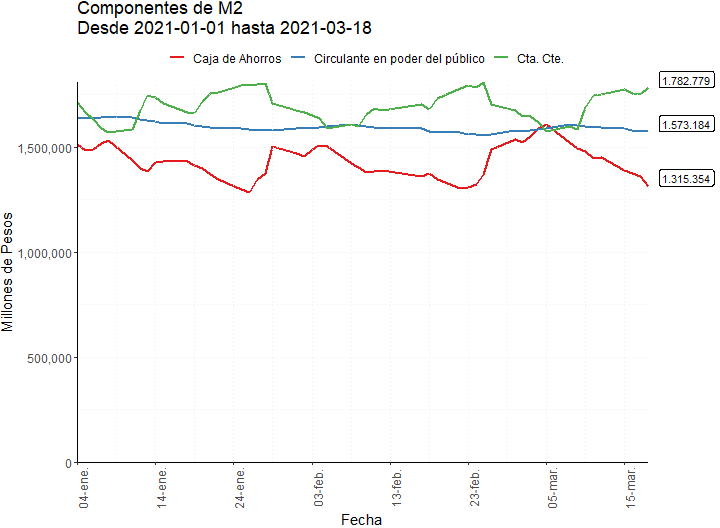 Componentes de M2
Desde 2021-01-01 hasta 2021-03-18
Caja de Ahorros Circulante en poder del público Cta. Cte.
1.782.779
1.573.184
1.315.354
1,500,000
1,000,000
500,000
0
Millones de Pesos
04-ene. 14-ene. 24-ene. 03-feb. 13-feb. 23-feb. 05-mar. 15-mar.
Fecha